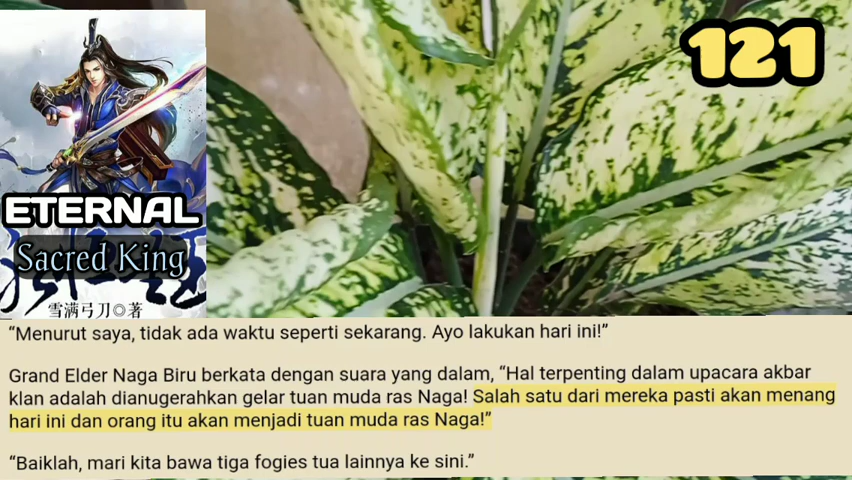 121
ETERNAL
Sacred King
雪满弓刀◎著
“Menurut saya, tidak ada waktu seperti sekarang. Ayo lakukan hari ini!”
Grand Elder Naga Biru berkata dengan suara yang dalam, “Hal terpenting dalam upacara akbar
klan adalah dianugerahkan gelar tuan muda ras Naga! Salah satu dari mereka pasti akan menang
hari ini dan orang itu akan menjadi tuan muda ras Naga!”
“Baiklah, mari kita bawa tiga fogies tua lainnya ke sini.”